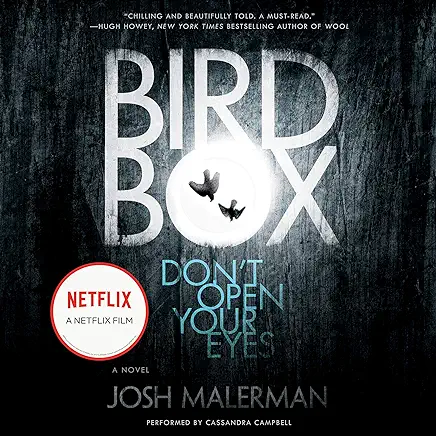 "CHILLING AND BEAUTIFULLY TOLD. A MUST-READ."
—HUGH HOWEY, NEW YORK TIMES BESTSELLING AUTHOR OF WOOL
BIRD
BOX
DON'T
OPEN
YOUR
EYES
NETFLIX
A NETFLIX FILM
A NOVEL
JOSH MALERMAN
PERFORMED BY CASSANDRA CAMPBELL